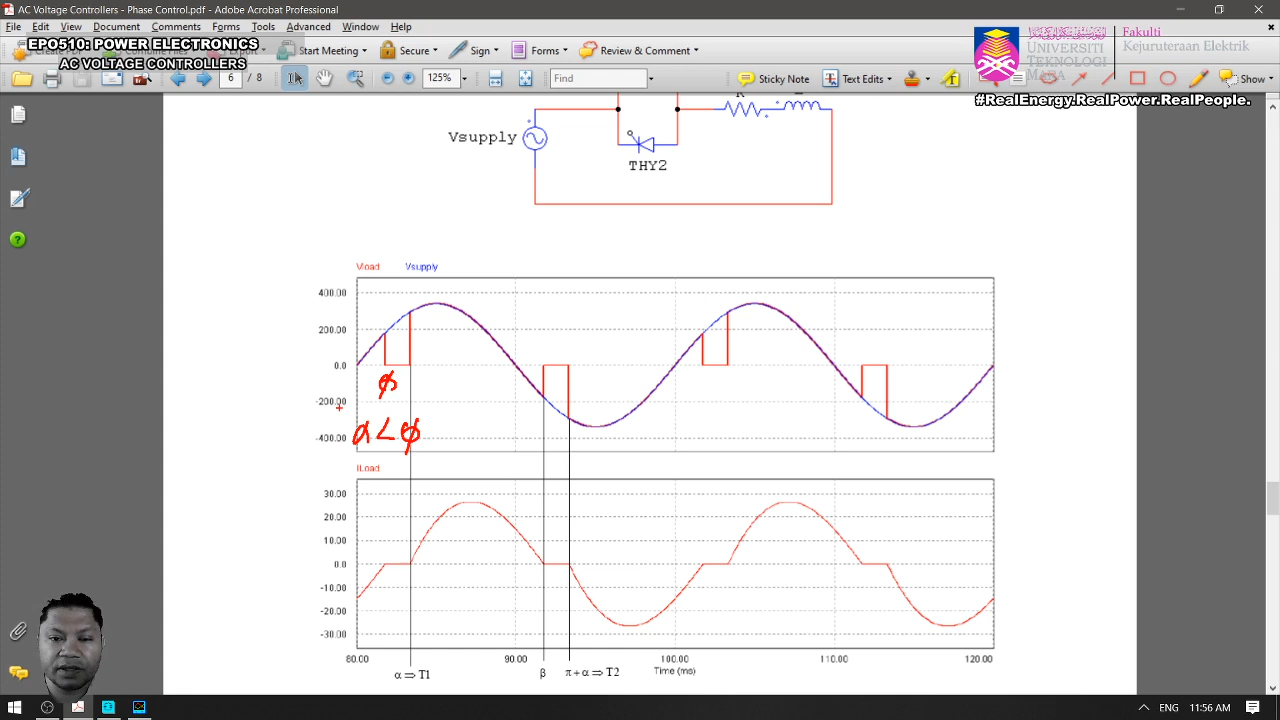 AC Voltage Controllers - Phase Control.pdf - Adobe Acrobat Professional
File Edit View Document Comments Forms Tools Advanced Window Help
EPO510: POWER ELECTRONICS
AC VOLTAGE CONTROLLERS
Start Meeting Secure Sign Forms Review & Comment
6 / 8 125% Find Sticky Note Text Edits Show
Fakulti
Kejuruteraan Elektrik
UNIVERSITI
TEKNOLOGI
MARA
#RealEnergy.RealPower.RealPeople.
Vsupply
THY2
Vload Vsupply
400.00
200.00
0.0
-200.00
-400.00
ϕ
α < ϕ
ILoad
30.00
20.00
10.00
0.0
-10.00
-20.00
-30.00
80.00 90.00 100.00 110.00 120.00
Time (ms)
α ⇒ T1 β π + α ⇒ T2
ENG 11:56 AM